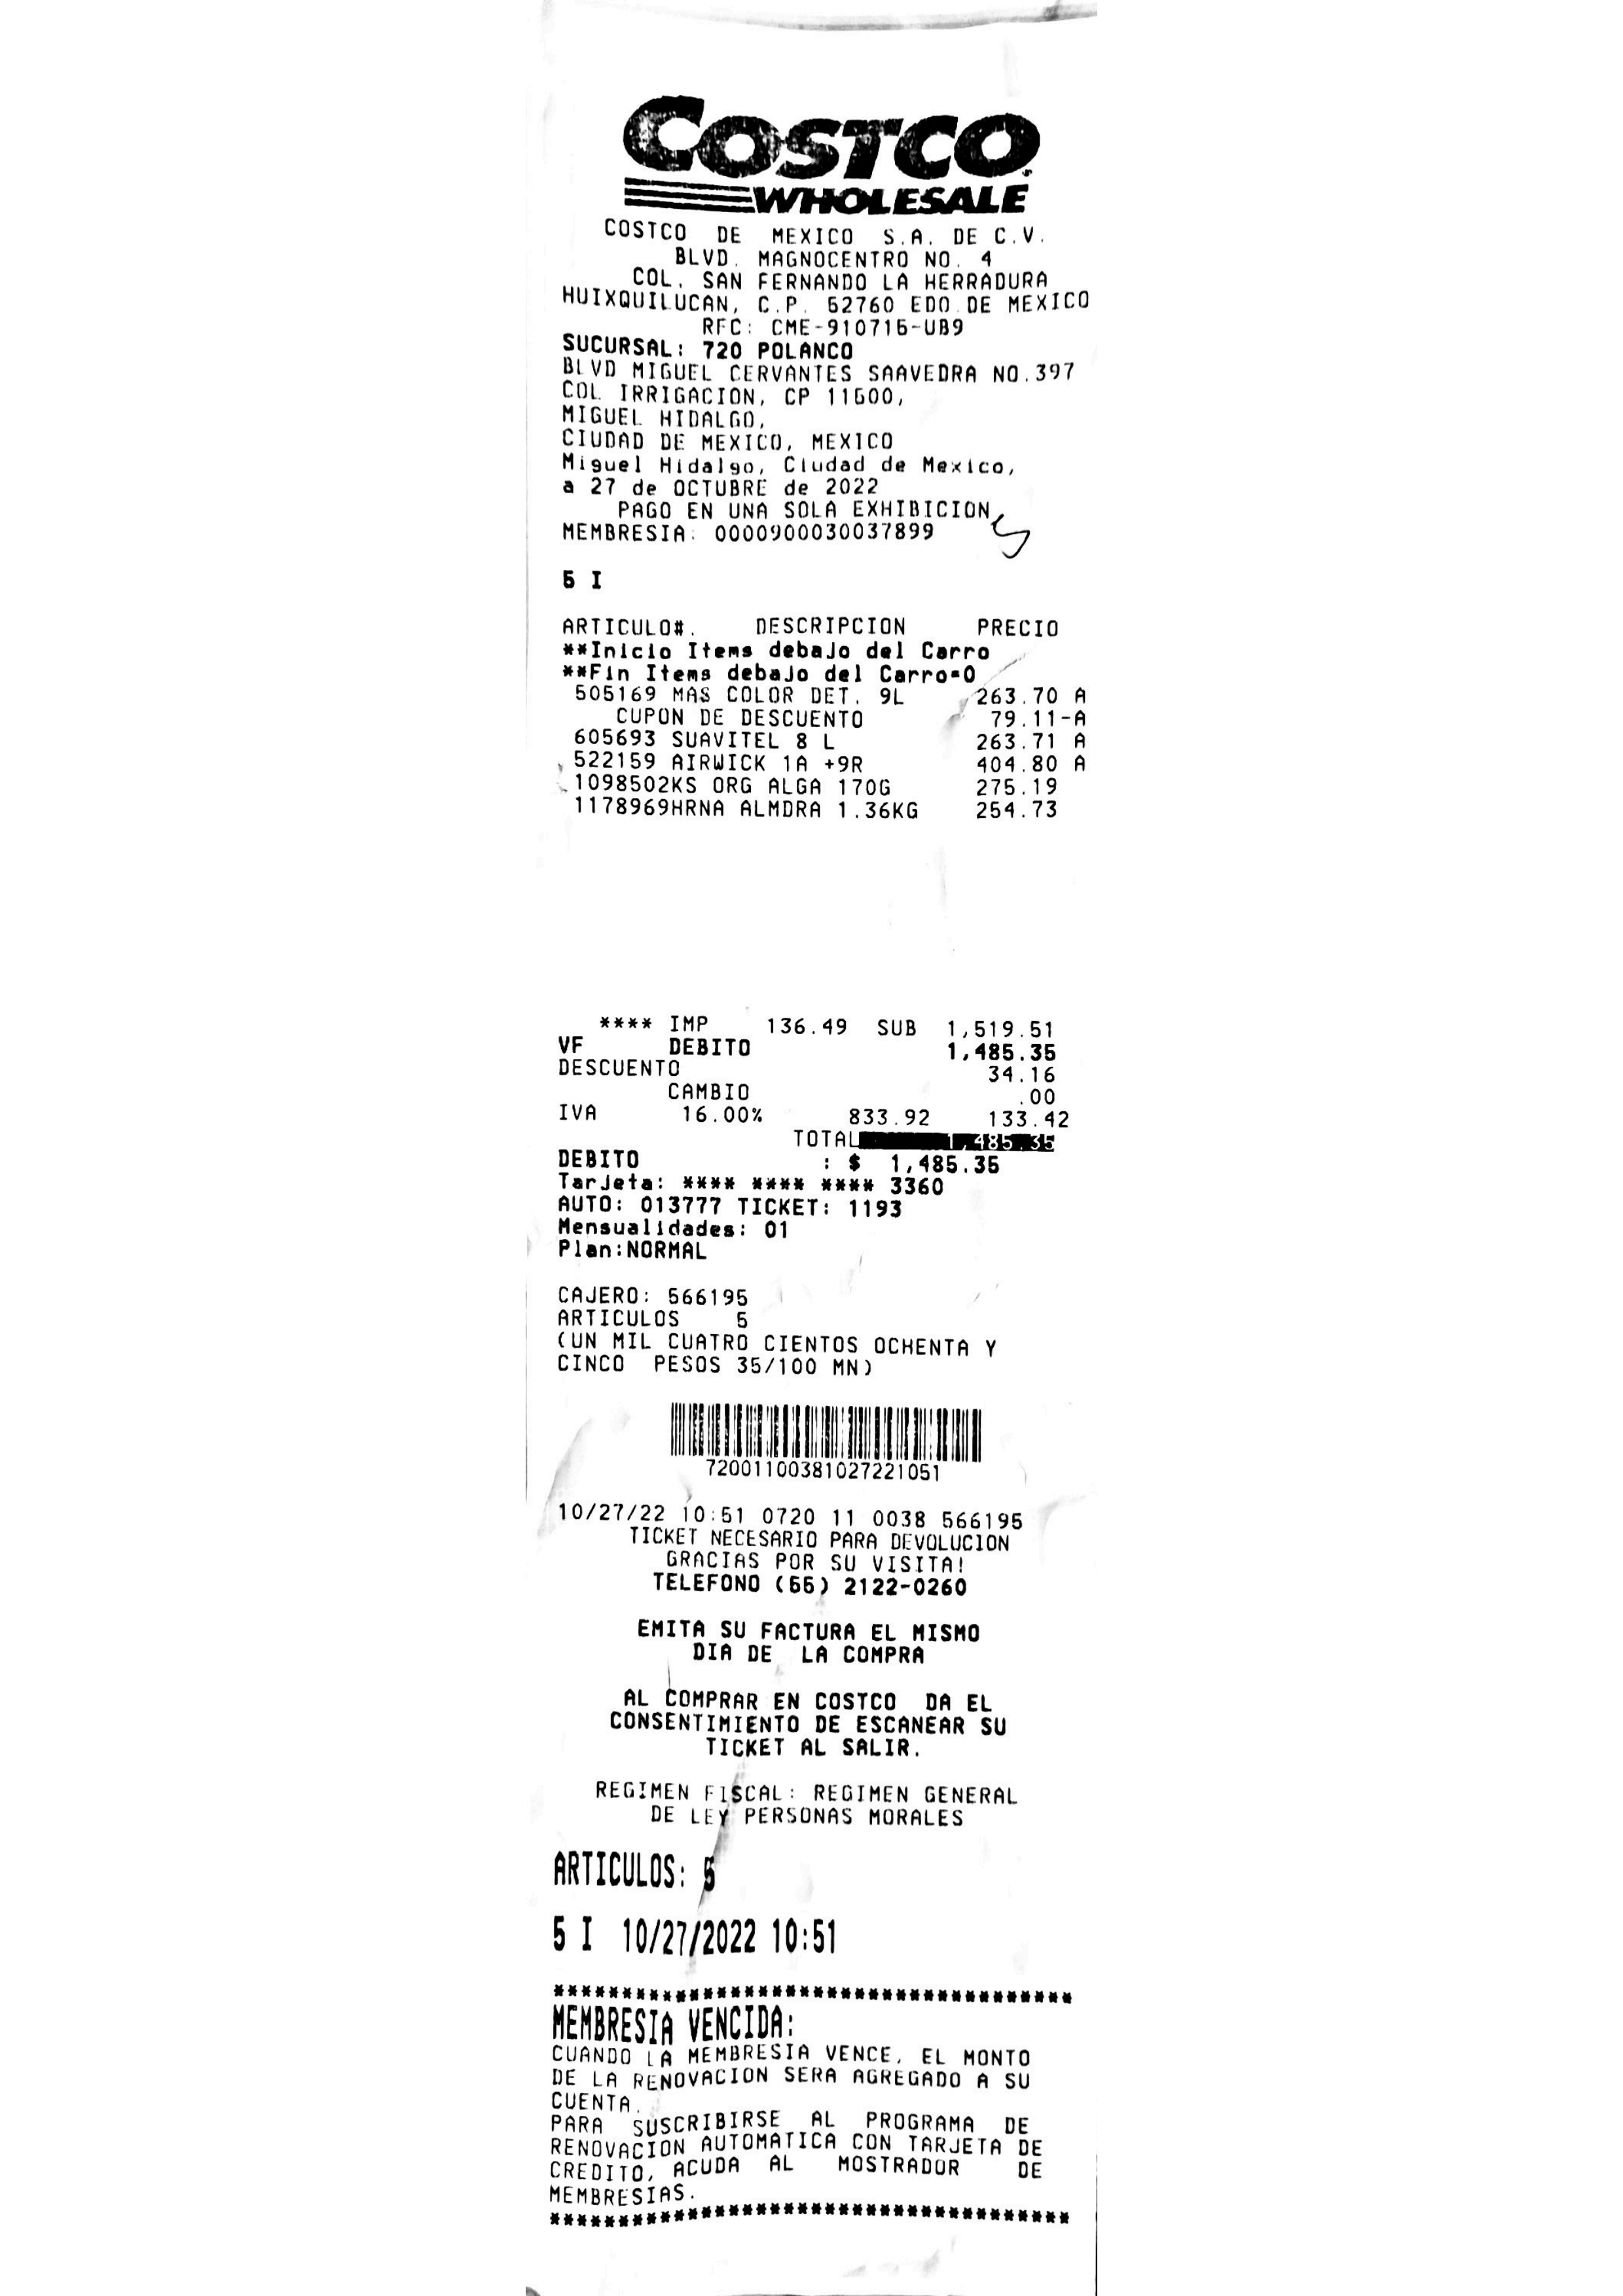 COSTCO
WHOLESALE
COSTCO DE MEXICO S.A. DE C.V.
BLVD. MAGNOCENTRO NO. 4
COL. SAN FERNANDO LA HERRADURA
HUIXQUILUCAN, C.P. 52760 EDO.DE MEXICO
RFC: CME-910715-UB9
SUCURSAL: 720 POLANCO
BLVD MIGUEL CERVANTES SAAVEDRA NO.397
COL IRRIGACION, CP 11500,
MIGUEL HIDALGO,
CIUDAD DE MEXICO, MEXICO
Miguel Hidalgo, Ciudad de Mexico,
a 27 de OCTUBRE de 2022
PAGO EN UNA SOLA EXHIBICION
MEMBRESIA: 0000900030037899
5 I
ARTICULO#. DESCRIPCION PRECIO
**Inicio Items debajo del Carro
**Fin Items debajo del Carro=0
505169 MAS COLOR DET. 9L 263.70 A
CUPON DE DESCUENTO 79.11-A
605693 SUAVITEL 8 L 263.71 A
522159 AIRWICK 1A +9R 404.80 A
1098502KS ORG ALGA 170G 275.19
1178969HRNA ALMDRA 1.36KG 254.73
**** IMP 136.49 SUB 1,519.51
VF DEBITO 1,485.35
DESCUENTO 34.16
CAMBIO .00
IVA 16.00% 833.92 133.42
TOTAL 1,485.35
DEBITO : $ 1,485.35
Tarjeta: **** **** **** 3360
AUTO: 013777 TICKET: 1193
Mensualidades: 01
Plan:NORMAL
CAJERO: 566195
ARTICULOS 5
(UN MIL CUATRO CIENTOS OCHENTA Y
CINCO PESOS 35/100 MN)
72001100381027221051
10/27/22 10:51 0720 11 0038 566195
TICKET NECESARIO PARA DEVOLUCION
GRACIAS POR SU VISITA!
TELEFONO (55) 2122-0260
EMITA SU FACTURA EL MISMO
DIA DE LA COMPRA
AL COMPRAR EN COSTCO DA EL
CONSENTIMIENTO DE ESCANEAR SU
TICKET AL SALIR.
REGIMEN FISCAL: REGIMEN GENERAL
DE LEY PERSONAS MORALES
ARTICULOS: 5
5 I 10/27/2022 10:51
**************************************
MEMBRESIA VENCIDA:
CUANDO LA MEMBRESIA VENCE, EL MONTO
DE LA RENOVACION SERA AGREGADO A SU
CUENTA.
PARA SUSCRIBIRSE AL PROGRAMA DE
RENOVACION AUTOMATICA CON TARJETA DE
CREDITO, ACUDA AL MOSTRADOR DE
MEMBRESIAS.
**************************************